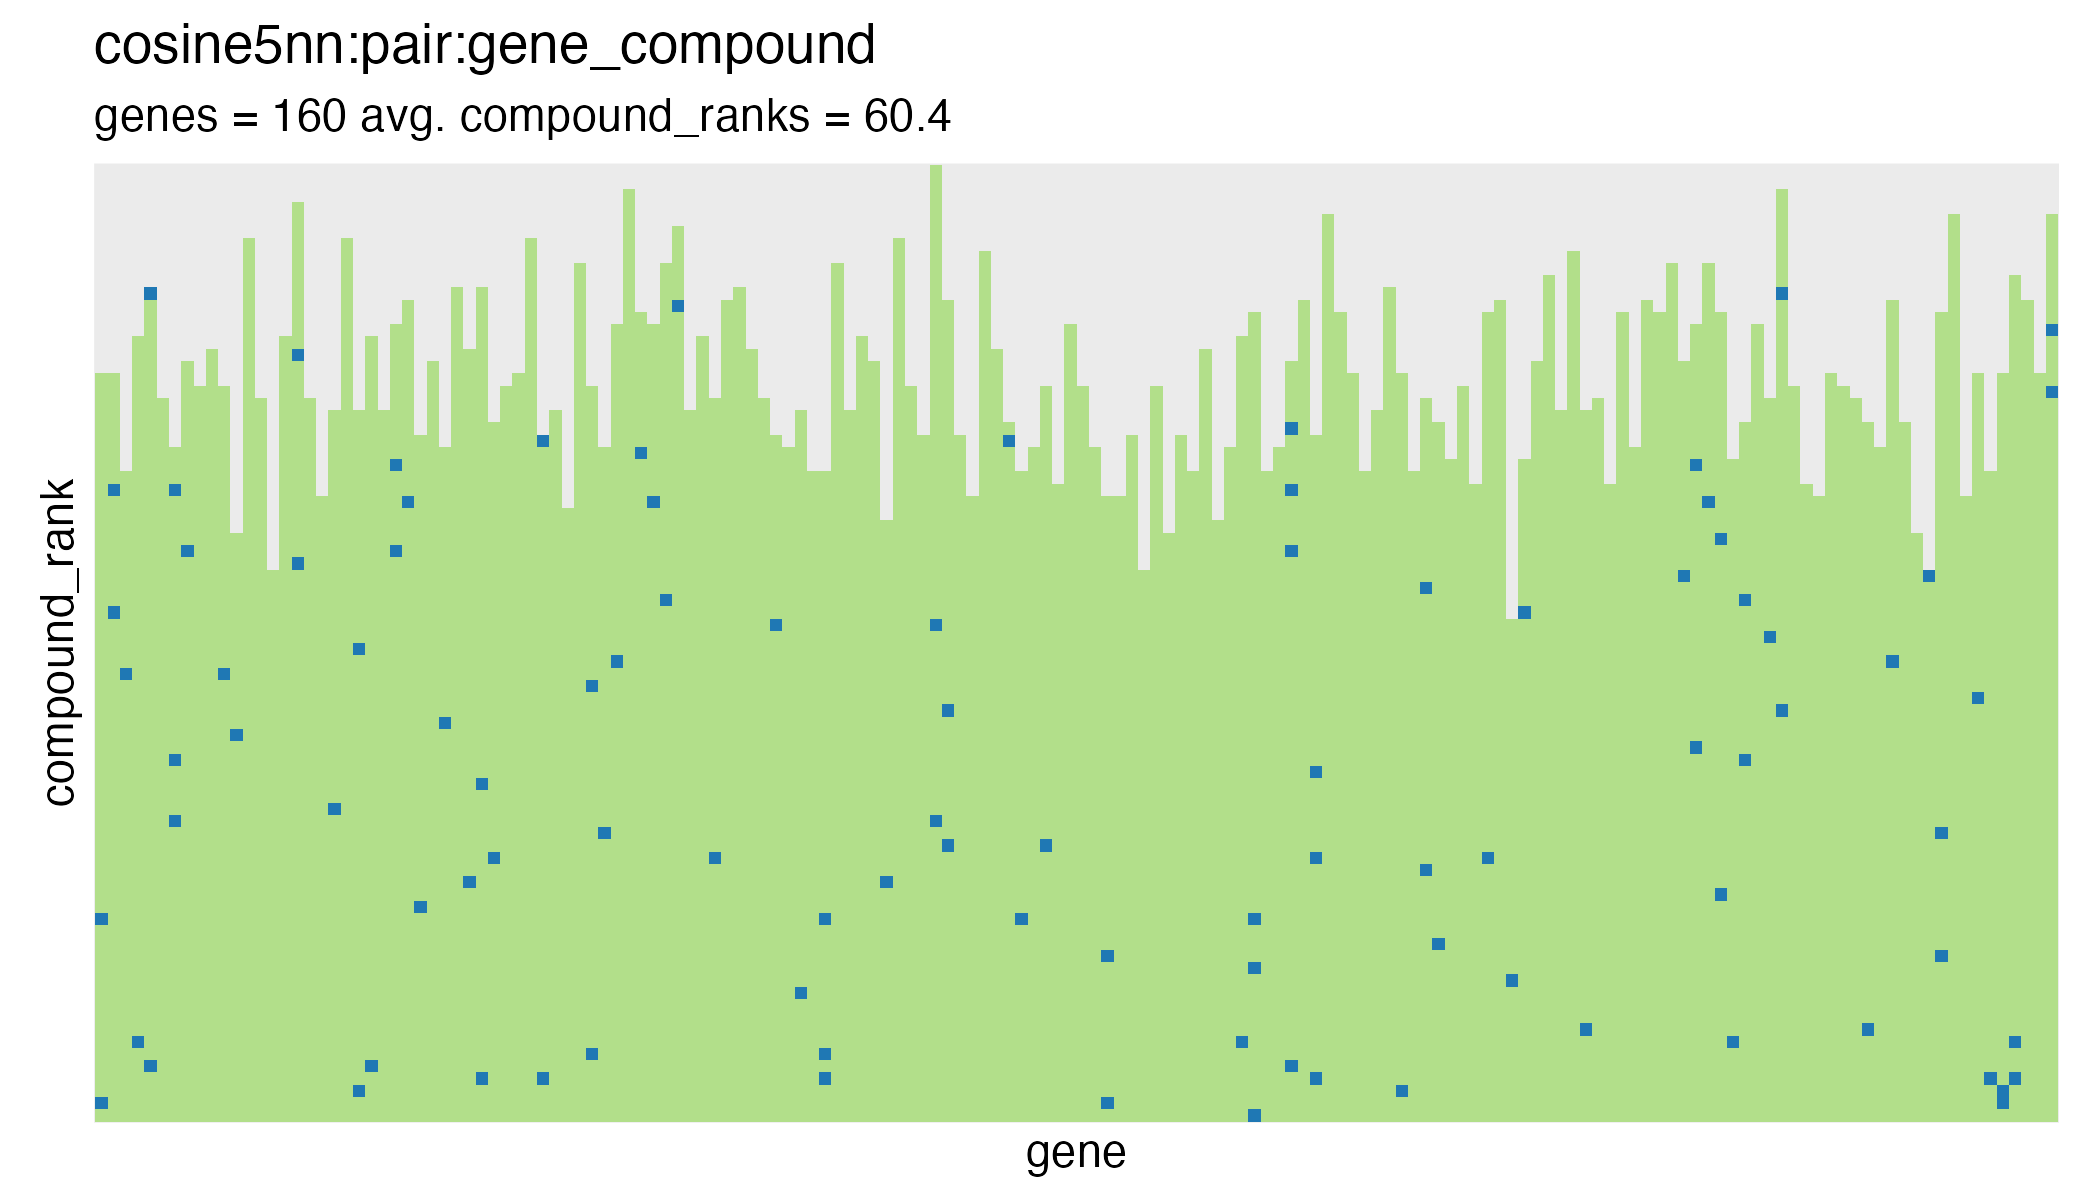 cosine5nn:pair:gene_compound
genes = 160 avg. compound_ranks = 60.4
compound_rank
gene